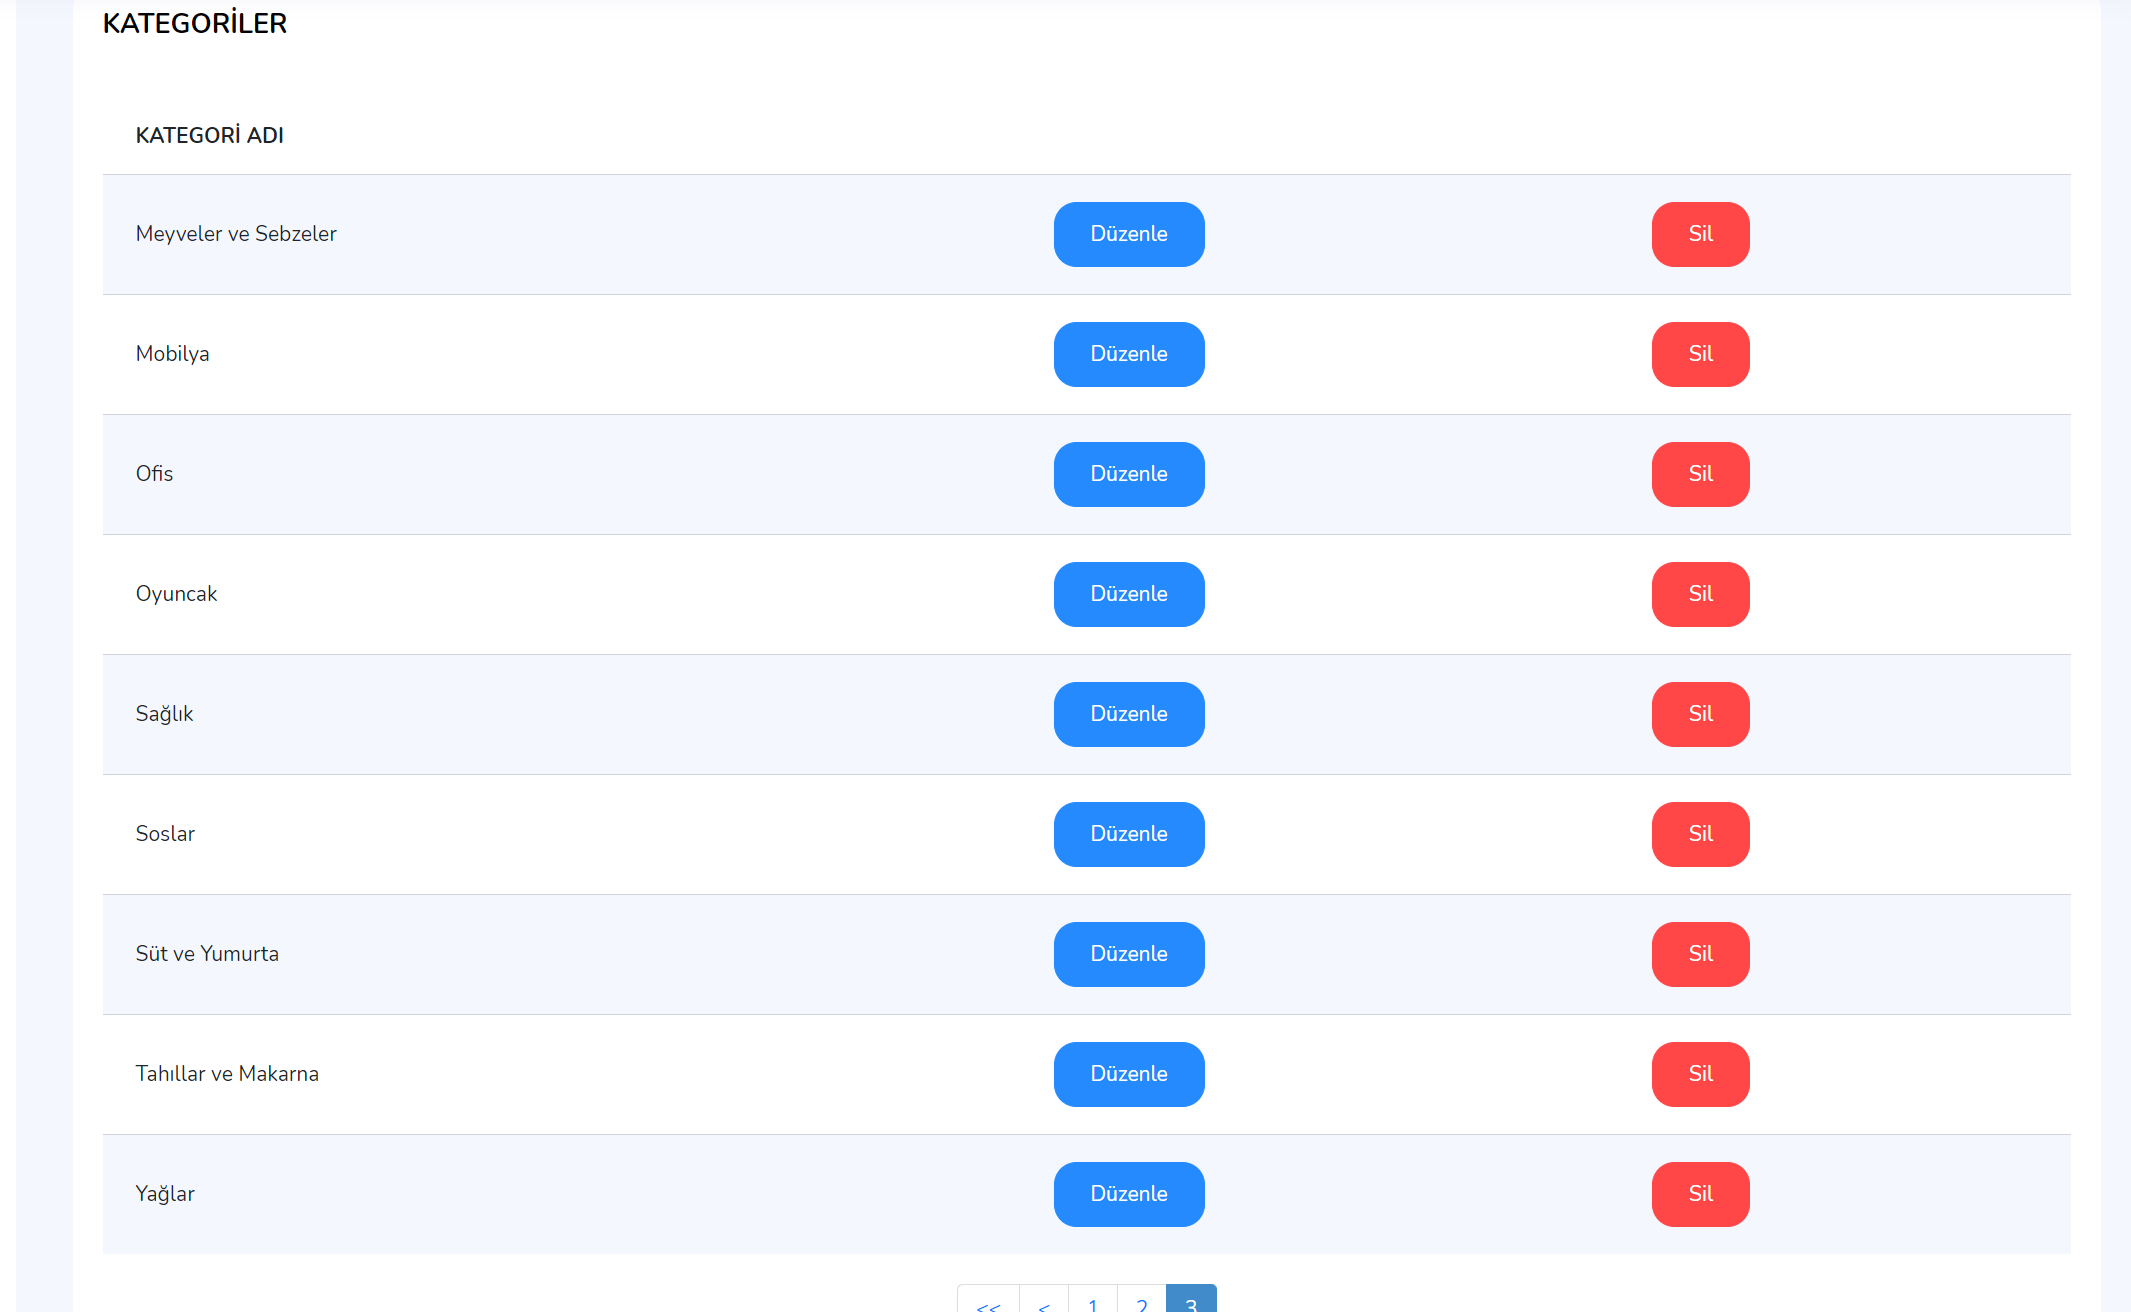 KATEGORİLER
KATEGORİ ADI
Meyveler ve Sebzeler Düzenle Sil
Mobilya Düzenle Sil
Ofis Düzenle Sil
Oyuncak Düzenle Sil
Sağlık Düzenle Sil
Soslar Düzenle Sil
Süt ve Yumurta Düzenle Sil
Tahıllar ve Makarna Düzenle Sil
Yağlar Düzenle Sil
<< < 1 2 3